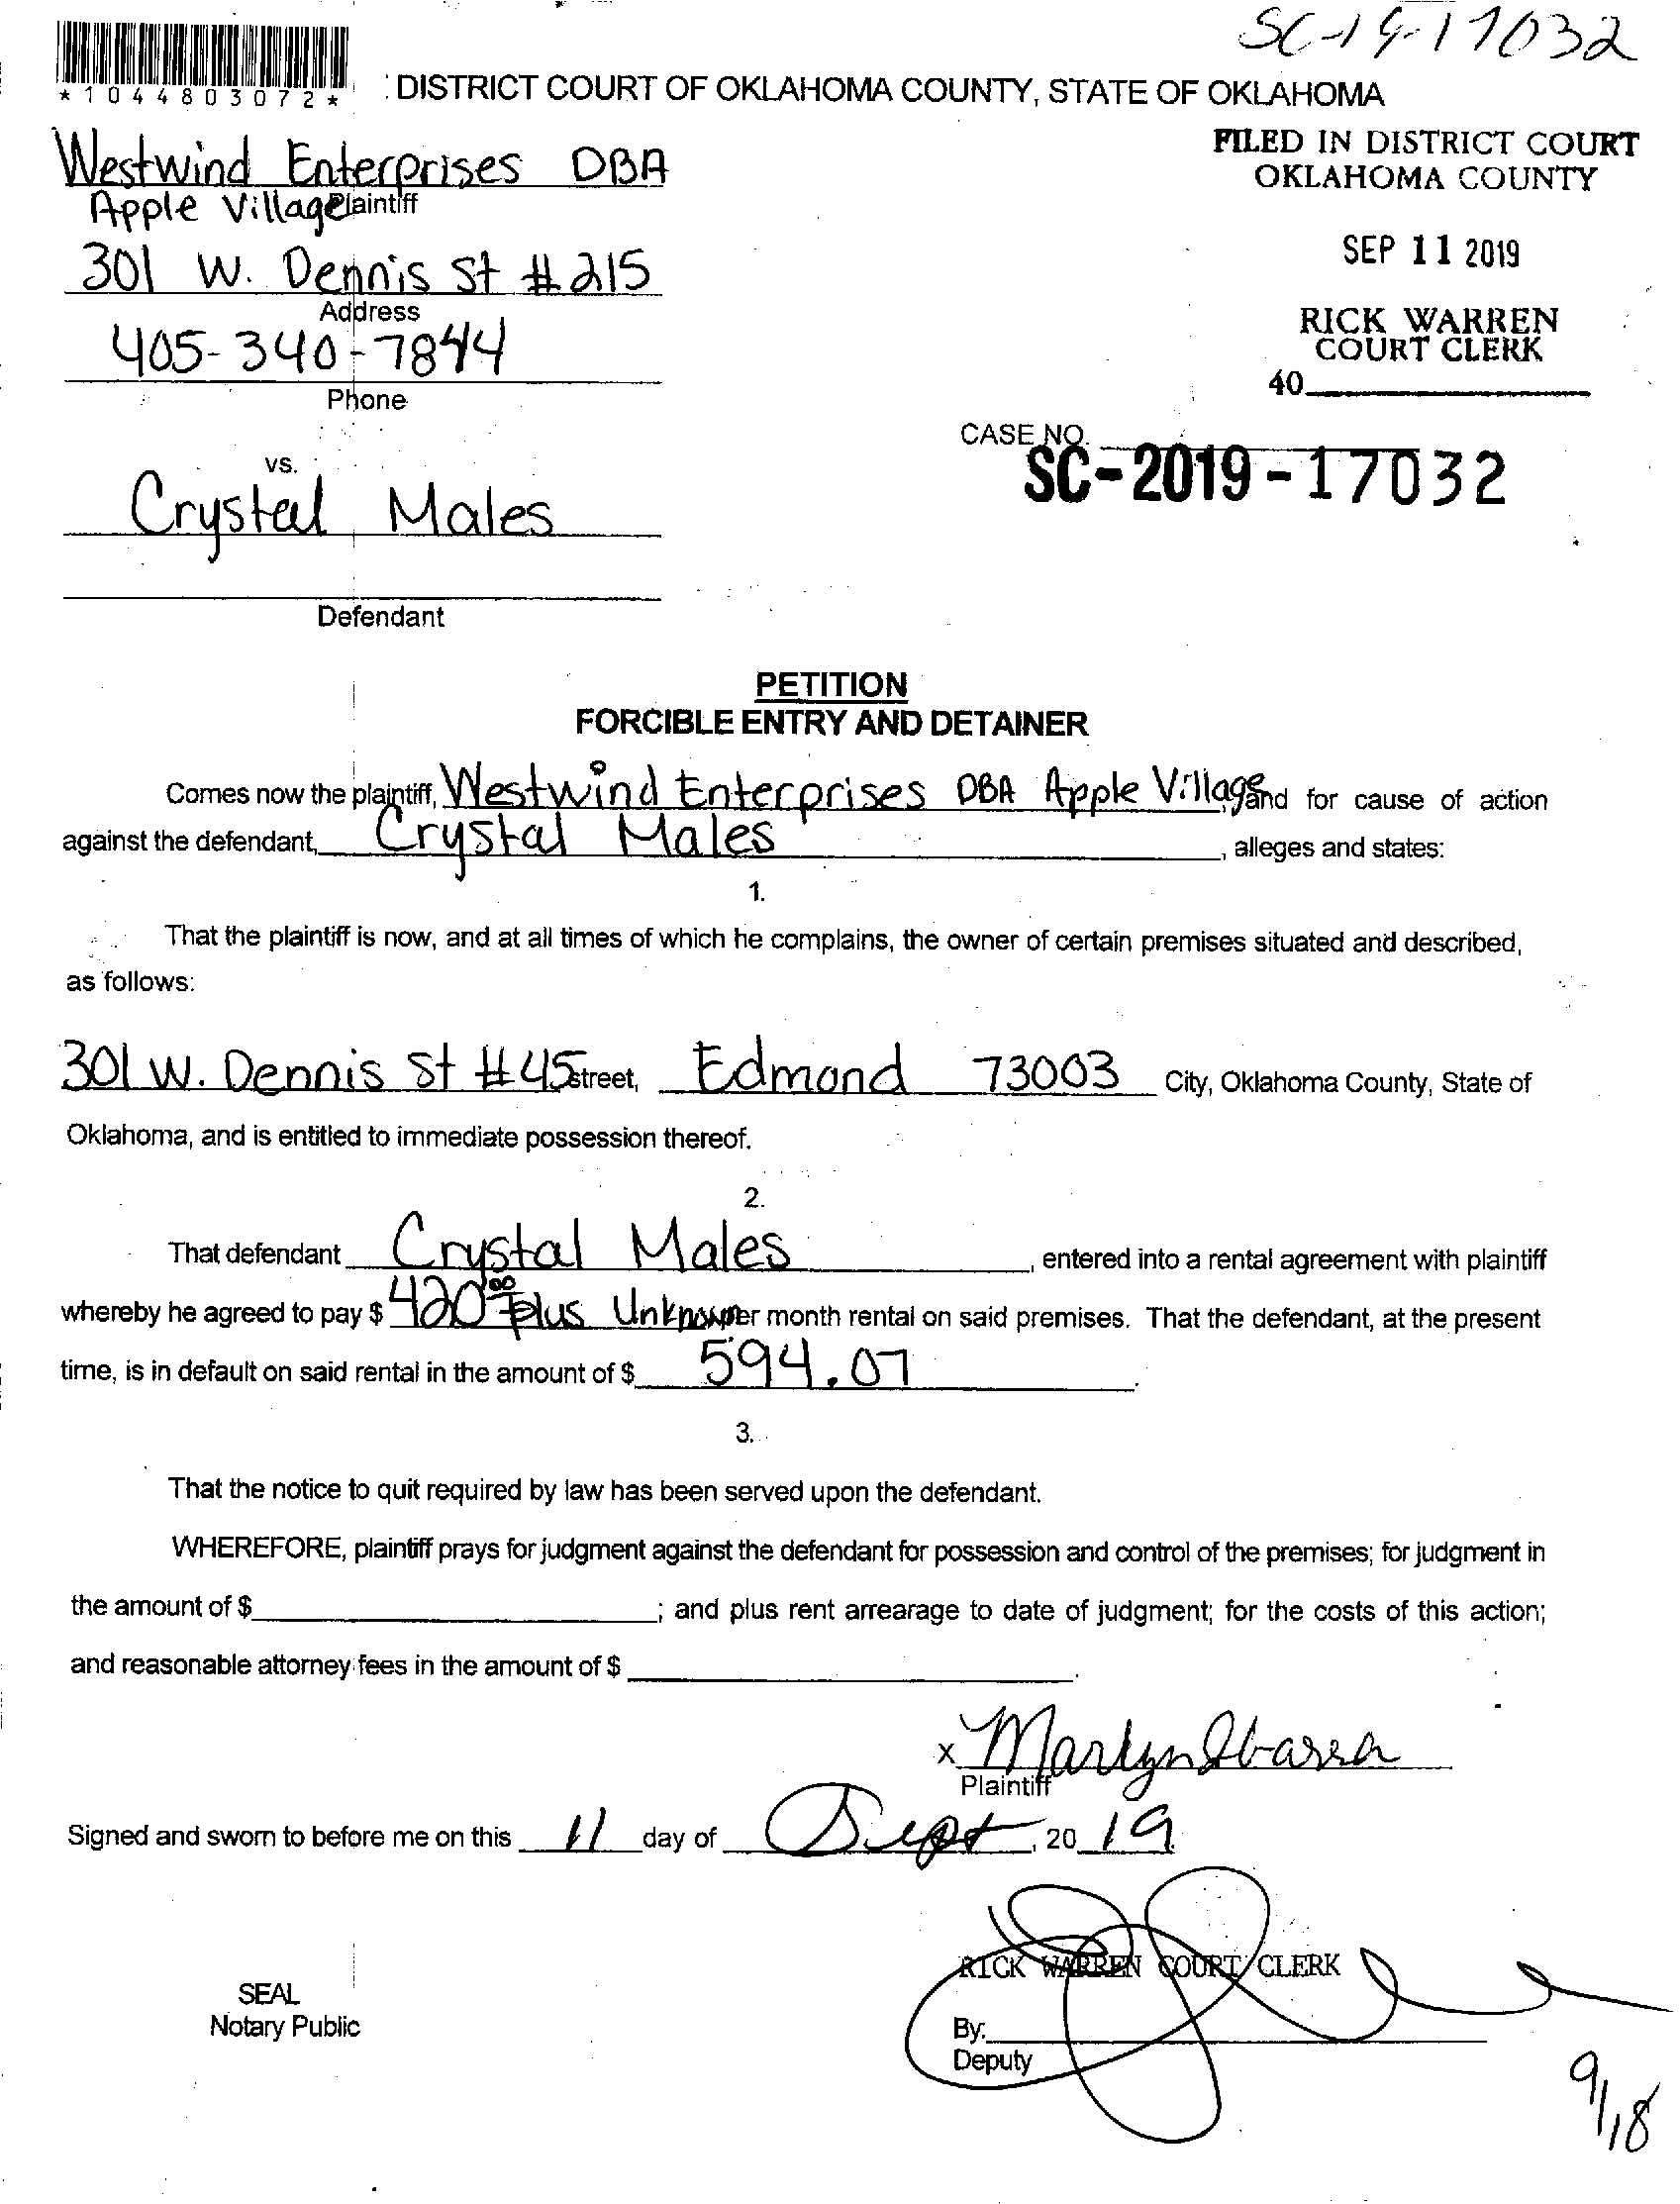 SC-19-17032
*1044803072*
: DISTRICT COURT OF OKLAHOMA COUNTY, STATE OF OKLAHOMA
FILED IN DISTRICT COURT
OKLAHOMA COUNTY
Westwind Enterprises DBA
Apple Village
Plaintiff
SEP 11 2019
301 W. Dennis St #215
Address
RICK WARREN
COURT CLERK
405-340-7844
Phone
40
CASE NO.
SC-2019-17032
vs.
Crystal Males
Defendant
PETITION
FORCIBLE ENTRY AND DETAINER
Comes now the plaintiff, Westwind Enterprises DBA Apple Village and for cause of action
against the defendant, Crystal Males, alleges and states:
1.
That the plaintiff is now, and at all times of which he complains, the owner of certain premises situated and described,
as follows:
301 W. Dennis St #45 street, Edmond 73003 City, Oklahoma County, State of
Oklahoma, and is entitled to immediate possession thereof.
2.
That defendant Crystal Males, entered into a rental agreement with plaintiff
whereby he agreed to pay $ 420.00 plus Unknown per month rental on said premises. That the defendant, at the present
time, is in default on said rental in the amount of $ 594.07.
3.
That the notice to quit required by law has been served upon the defendant.
WHEREFORE, plaintiff prays for judgment against the defendant for possession and control of the premises; for judgment in
the amount of $ ; and plus rent arrearage to date of judgment; for the costs of this action;
and reasonable attorney fees in the amount of $ .
x Marlyn Ibarra
Plaintiff
Signed and sworn to before me on this 11 day of Sept, 20 19.
RICK WARREN COURT CLERK
SEAL
Notary Public
By:
Deputy
9/18